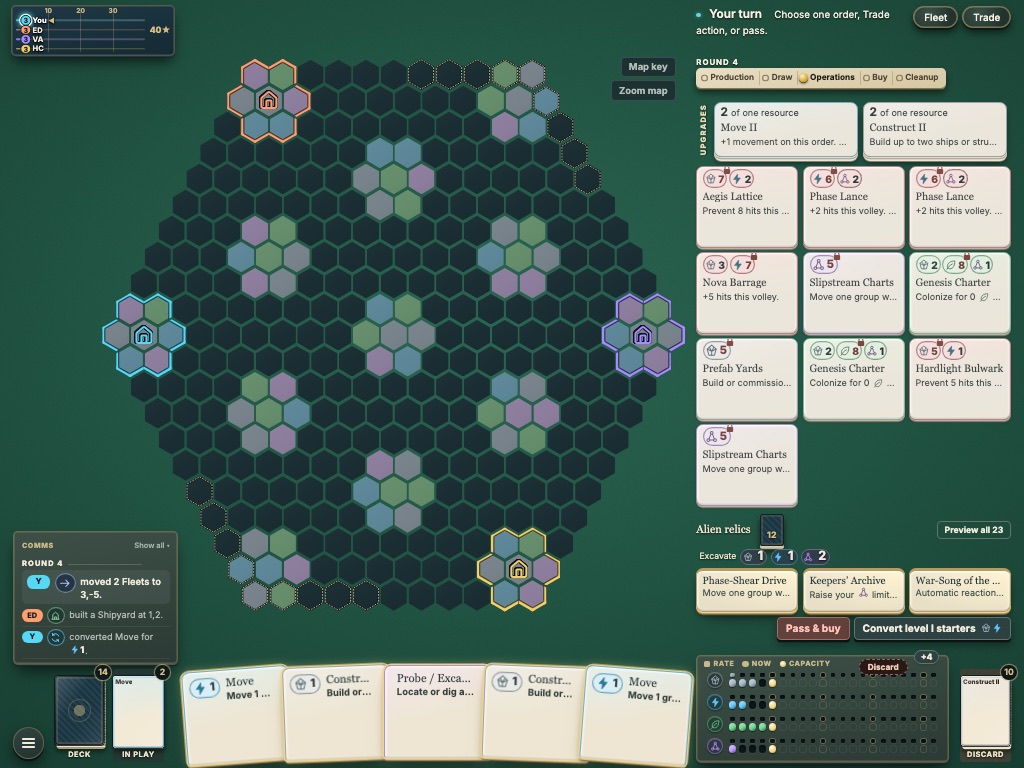 10 20 30
3 You
3 ED
3 VA
3 HC
40★
Map key
Zoom map
Your turn Choose one order, Trade
action, or pass.
Fleet
Trade
ROUND 4
Production Draw Operations Buy Cleanup
UPGRADES
2 of one resource
Move II
+1 movement on this order. ...
2 of one resource
Construct II
Build up to two ships or stru...
7 2
Aegis Lattice
Prevent 8 hits this ...
6 2
Phase Lance
+2 hits this volley. ...
6 2
Phase Lance
+2 hits this volley. ...
3 7
Nova Barrage
+5 hits this volley.
5
Slipstream Charts
Move one group w...
2 8 1
Genesis Charter
Colonize for 0 ...
5
Prefab Yards
Build or commissio...
2 8 1
Genesis Charter
Colonize for 0 ...
5 1
Hardlight Bulwark
Prevent 5 hits this ...
5
Slipstream Charts
Move one group w...
Alien relics
12
Preview all 23
Excavate 1 1 2
Phase-Shear Drive
Move one group w...
Keepers' Archive
Raise your limit...
War-Song of the ...
Automatic reaction...
Pass & buy
Convert level I starters
COMMS
Show all
ROUND 4
Y moved 2 Fleets to
3,-5.
ED built a Shipyard at 1,2.
Y converted Move for
1.
14
DECK
2
Move
IN PLAY
1 Move
Move 1 ...
1 Constr...
Build or...
Probe / Exca...
Locate or dig a...
1 Constr...
Build or...
1 Move
Move 1 gr...
RATE NOW CAPACITY
Discard
+4
10
Construct II
DISCARD